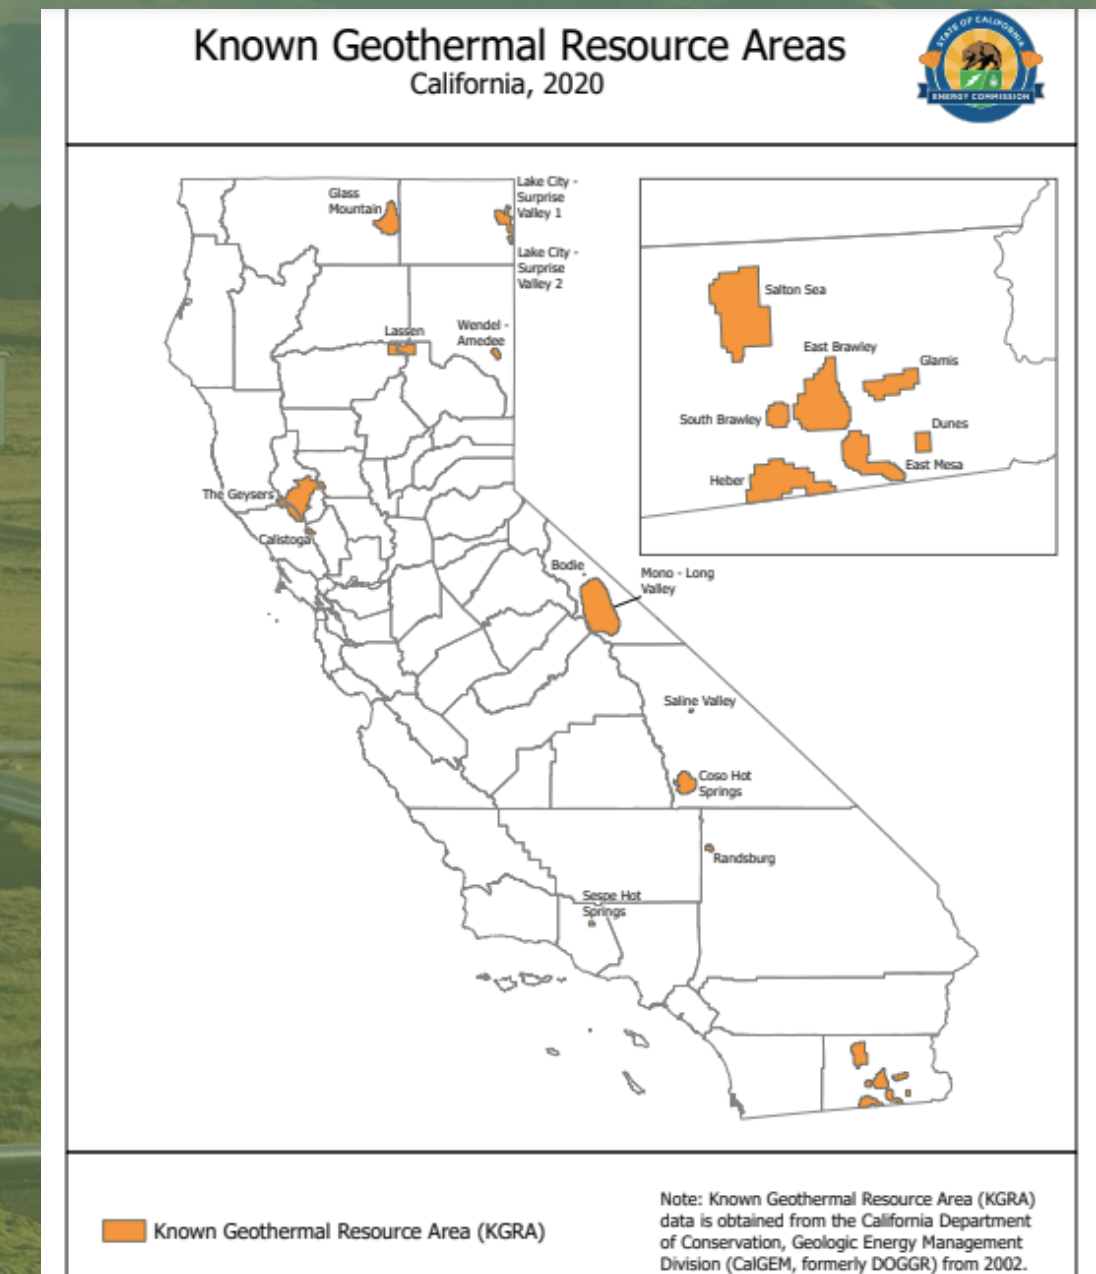 Known Geothermal Resource Areas
California, 2020
STATE OF CALIFORNIA
ENERGY COMMISSION
Glass
Mountain
Lake City -
Surprise
Valley 1
Lake City -
Surprise
Valley 2
Lassen
Wendel -
Amedee
The Geysers
Calistoga
Bodie
Mono - Long
Valley
Saline Valley
Coso Hot
Springs
Randsburg
Sespe Hot
Springs
Salton Sea
East Brawley
Glamis
South Brawley
Dunes
East Mesa
Heber
Known Geothermal Resource Area (KGRA)
Note: Known Geothermal Resource Area (KGRA)
data is obtained from the California Department
of Conservation, Geologic Energy Management
Division (CalGEM, formerly DOGGR) from 2002.